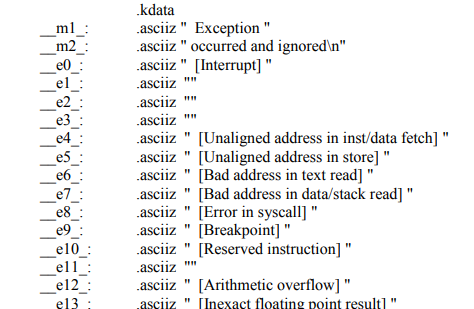 .kdata
__m1_: .asciiz "  Exception "
__m2_: .asciiz " occurred and ignored\n"
__e0_: .asciiz "  [Interrupt] "
__e1_: .asciiz  ""
__e2_: .asciiz  ""
__e3_: .asciiz  ""
__e4_: .asciiz  "  [Unaligned address in inst/data fetch] "
__e5_: .asciiz  "  [Unaligned address in store] "
__e6_: .asciiz  "  [Bad address in text read] "
__e7_: .asciiz  "  [Bad address in data/stack read] "
__e8_: .asciiz  "  [Error in syscall] "
__e9_: .asciiz  "  [Breakpoint] "
__e10_: .asciiz  "  [Reserved instruction] "
__e11_: .asciiz  ""
__e12_: .asciiz  "  [Arithmetic overflow] "
__e13_: .asciiz  "  [Inexact floating point result] "